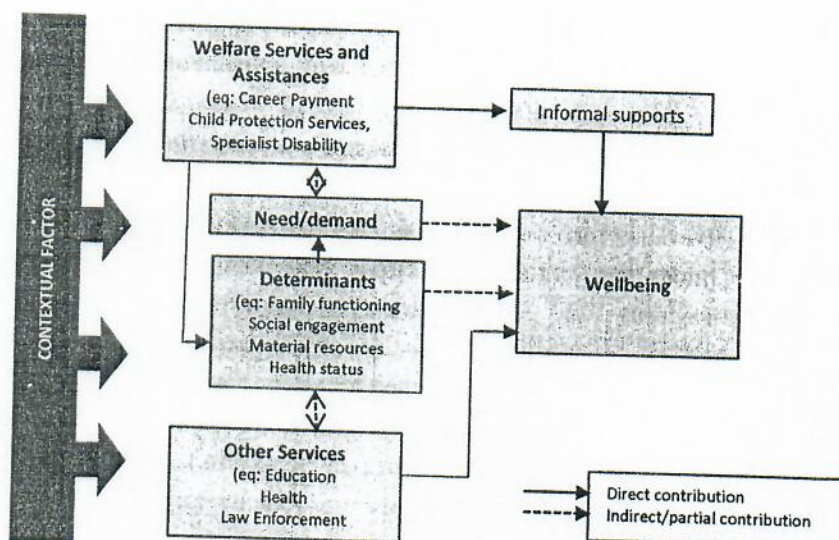 CONTEXTUAL FACTOR
Welfare Services and
Assistances
(eq: Career Payment
Child Protection Services,
Specialist Disability
Informal supports
Need/demand
Determinants
(eq: Family functioning
Social engagement
Material resources
Health status
Wellbeing
Other Services
(eq: Education
Health
Law Enforcement
Direct contribution
Indirect/partial contribution